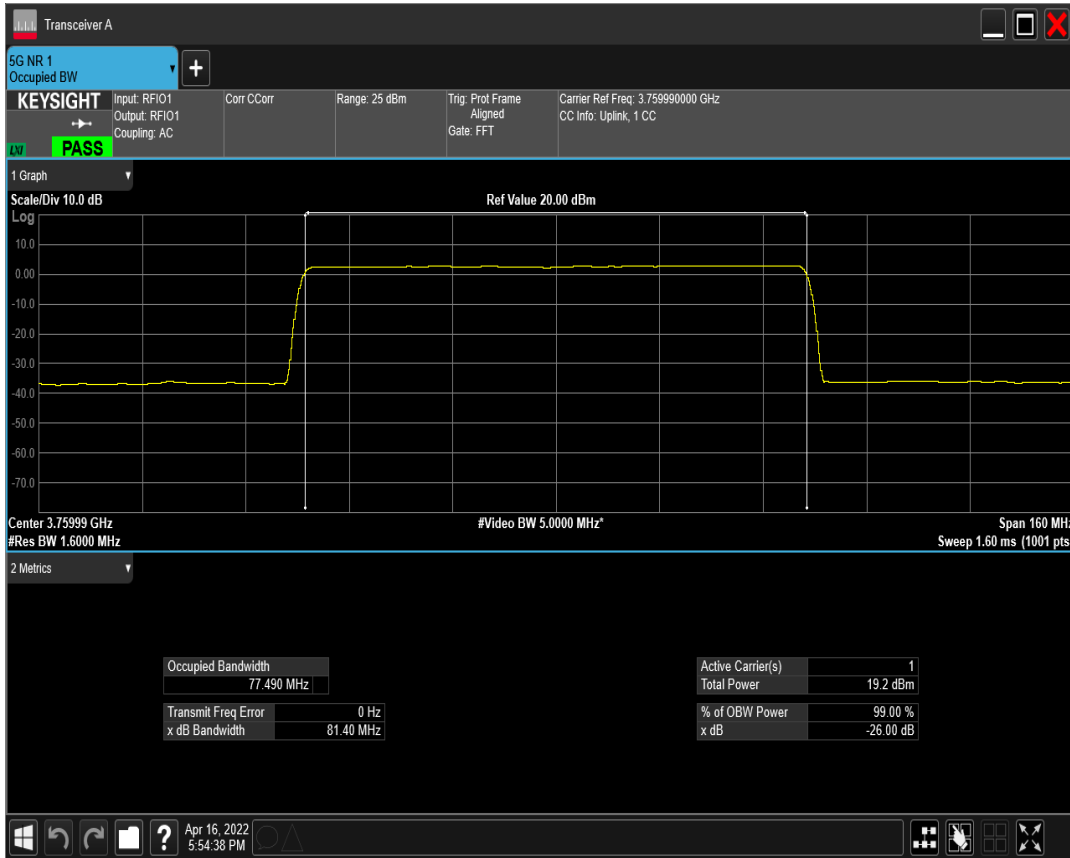 Transceiver A
5G NR 1
Occupied BW
+
KEYSIGHT
Input: RFIO1
Output: RFIO1
Coupling: AC
Corr CCorr
Range: 25 dBm
Trig: Prot Frame
Aligned
Gate: FFT
Carrier Ref Freq: 3.759990000 GHz
CC Info: Uplink, 1 CC
LXI
PASS
1 Graph
Scale/Div 10.0 dB
Ref Value 20.00 dBm
Log
10.0
0.00
-10.0
-20.0
-30.0
-40.0
-50.0
-60.0
-70.0
Center 3.75999 GHz
#Video BW 5.0000 MHz*
Span 160 MHz
#Res BW 1.6000 MHz
Sweep 1.60 ms (1001 pts
2 Metrics
Occupied Bandwidth
77.490 MHz
Transmit Freq Error 0 Hz
x dB Bandwidth 81.40 MHz
Active Carrier(s) 1
Total Power 19.2 dBm
% of OBW Power 99.00 %
x dB -26.00 dB
?
Apr 16, 2022
5:54:38 PM